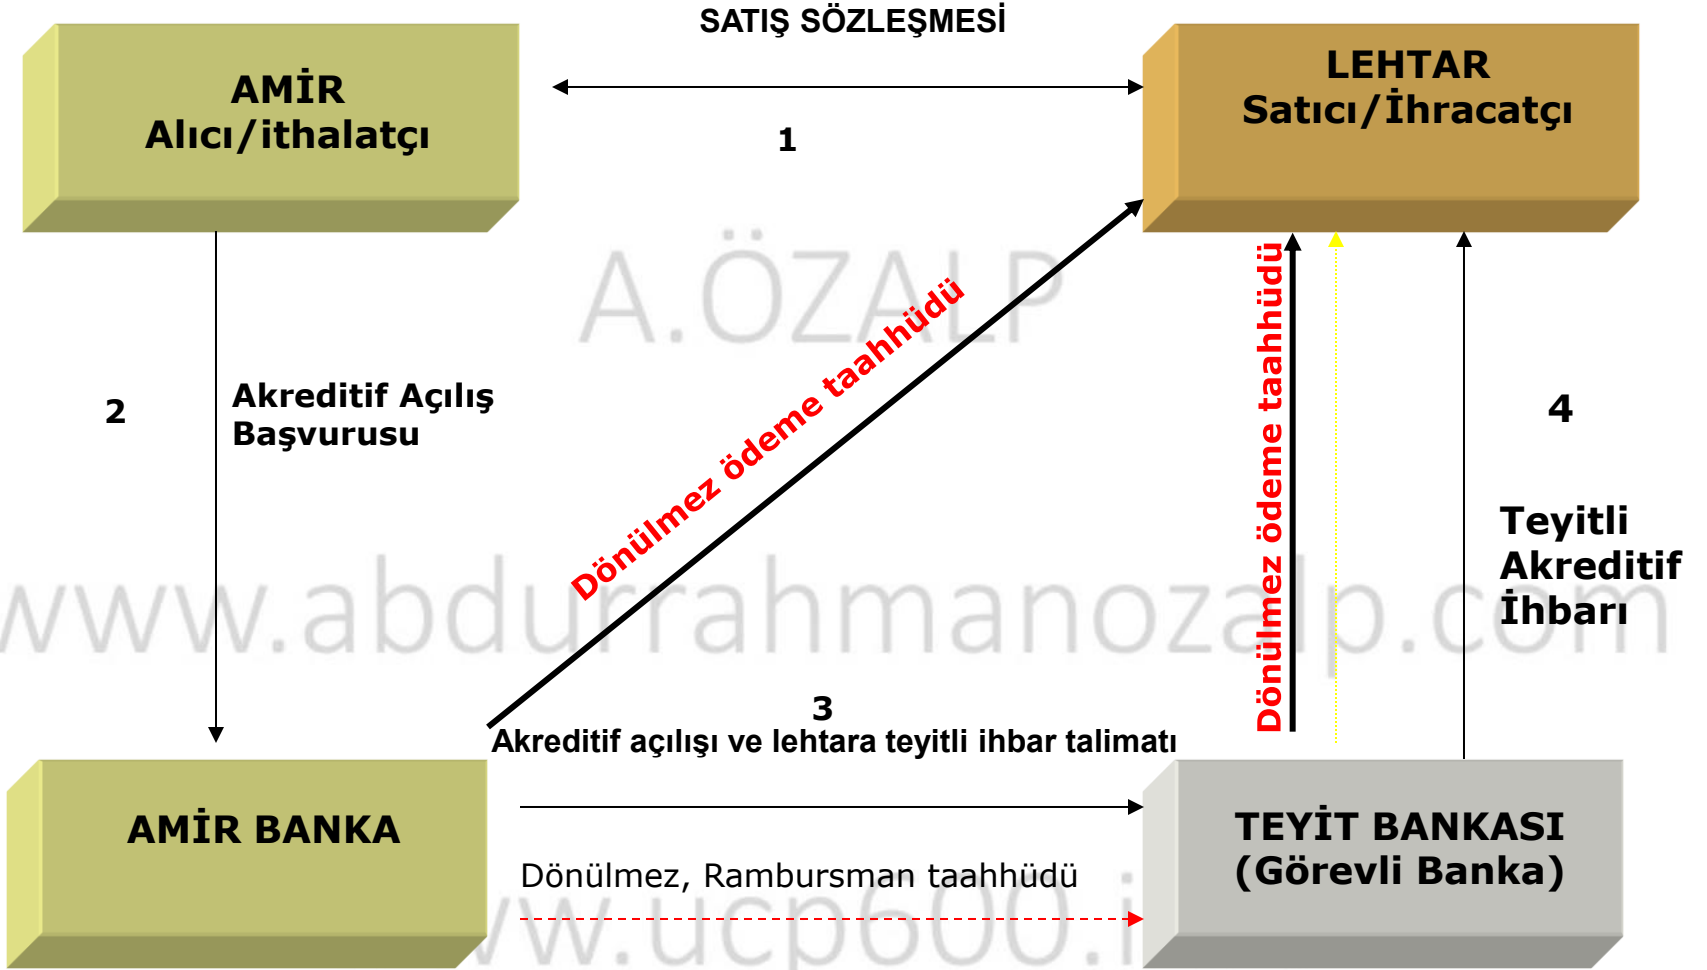 SATIŞ SÖZLEŞMESİ
AMİR
Alıcı/ithalatçı
LEHTAR
Satıcı/İhracatçı
1
A.ÖZALP
Dönülmez ödeme taahhüdü
Dönülmez ödeme taahhüdü
2
Akreditif Açılış
Başvurusu
4
Teyitli
Akreditif
İhbarı
www.abdurrahmanozalp.com
3
Akreditif açılışı ve lehtara teyitli ihbar talimatı
AMİR BANKA
TEYİT BANKASI
(Görevli Banka)
Dönülmez, Rambursman taahhüdü
ww.ucp600.i